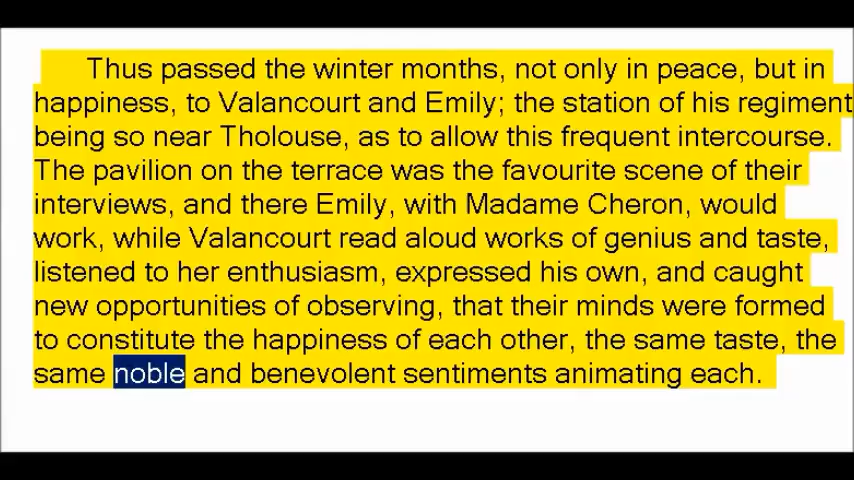 Thus passed the winter months, not only in peace, but in
happiness, to Valancourt and Emily; the station of his regiment
being so near Tholouse, as to allow this frequent intercourse.
The pavilion on the terrace was the favourite scene of their
interviews, and there Emily, with Madame Cheron, would
work, while Valancourt read aloud works of genius and taste,
listened to her enthusiasm, expressed his own, and caught
new opportunities of observing, that their minds were formed
to constitute the happiness of each other, the same taste, the
same noble and benevolent sentiments animating each.